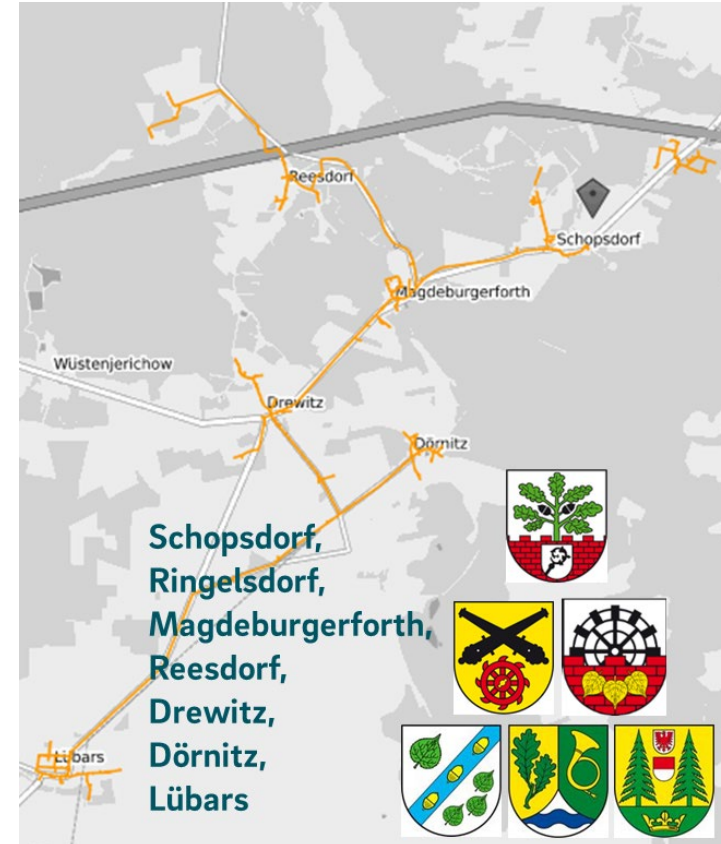 Reesdorf
Schopsdorf
Magdeburgerforth
Wüstenjerichow
Drewitz
Dörnitz
Schopsdorf,
Ringelsdorf,
Magdeburgerforth,
Reesdorf,
Drewitz,
Dörnitz,
Lübars
Lübars